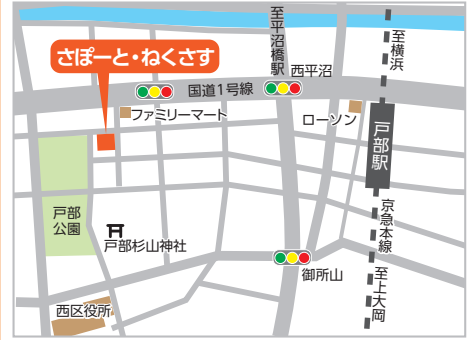 至平沼橋駅
至横浜
さぽーと・ねくさす
西平沼
国道1号線
ファミリーマート
ローソン
戸部駅
戸部
公園
戸部杉山神社
京急本線
御所山
至上大岡
西区役所